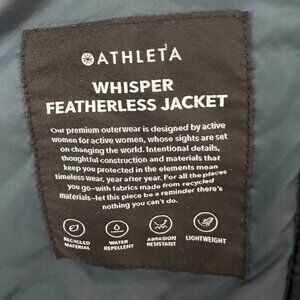 ATHLETA
WHISPER
FEATHERLESS JACKET
Our premium outerwear is designed by active
women for active women, whose sights are set
on changing the world. Intentional details,
thoughtful construction and materials that
keep you protected in the elements mean
timeless wear, year after year. For all the places
you go—with fabrics made from recycled
materials—let this piece be a reminder there's
nothing you can't do.
RECYCLED MATERIAL
WATER REPELLENT
ABRASION RESISTANT
LIGHTWEIGHT